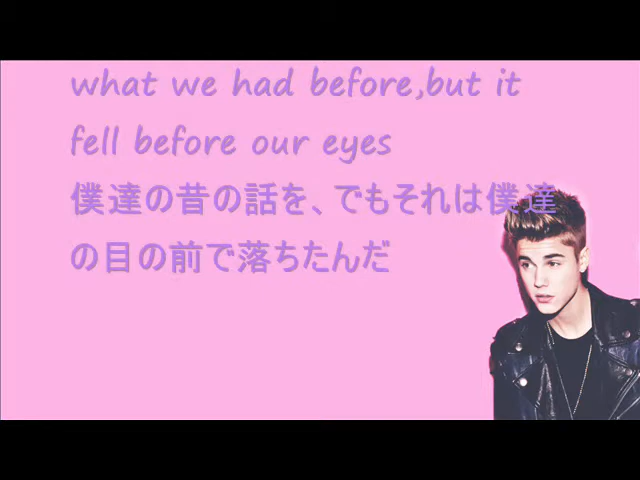 what we had before,but it
fell before our eyes
僕達の昔の話を、でもそれは僕達
の目の前で落ちたんだ